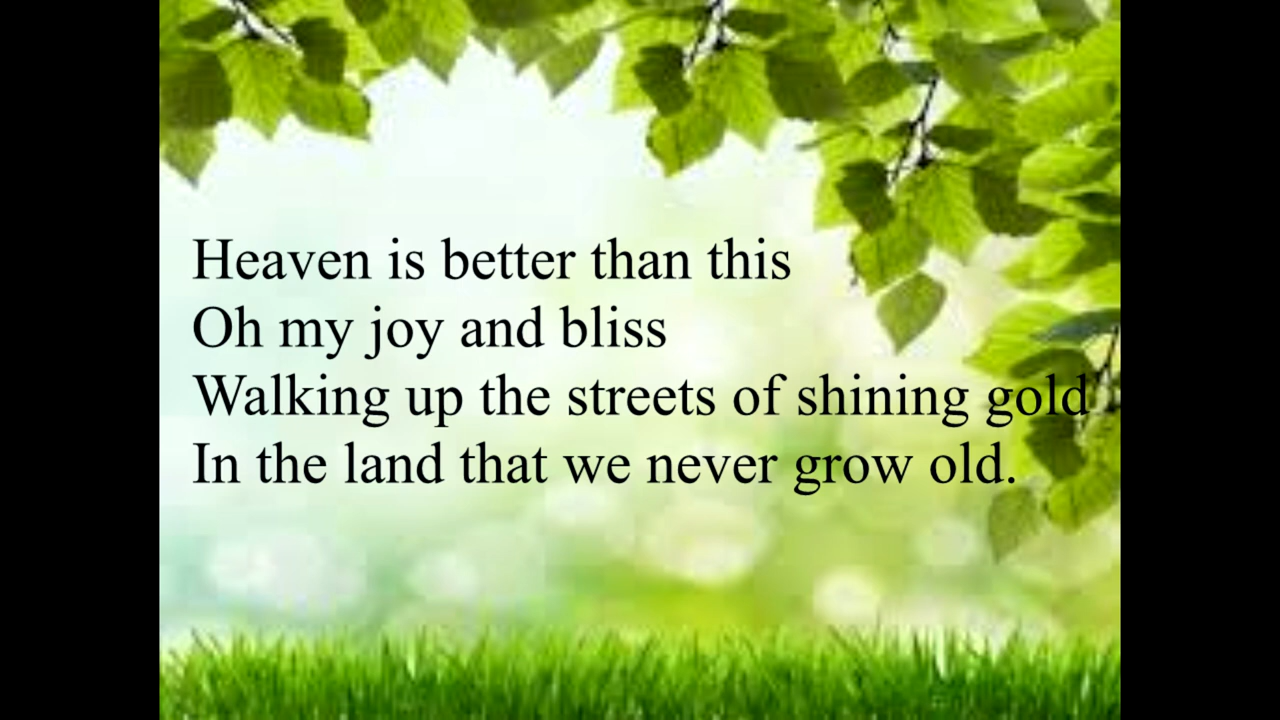 Heaven is better than this
Oh my joy and bliss
Walking up the streets of shining gold
In the land that we never grow old.